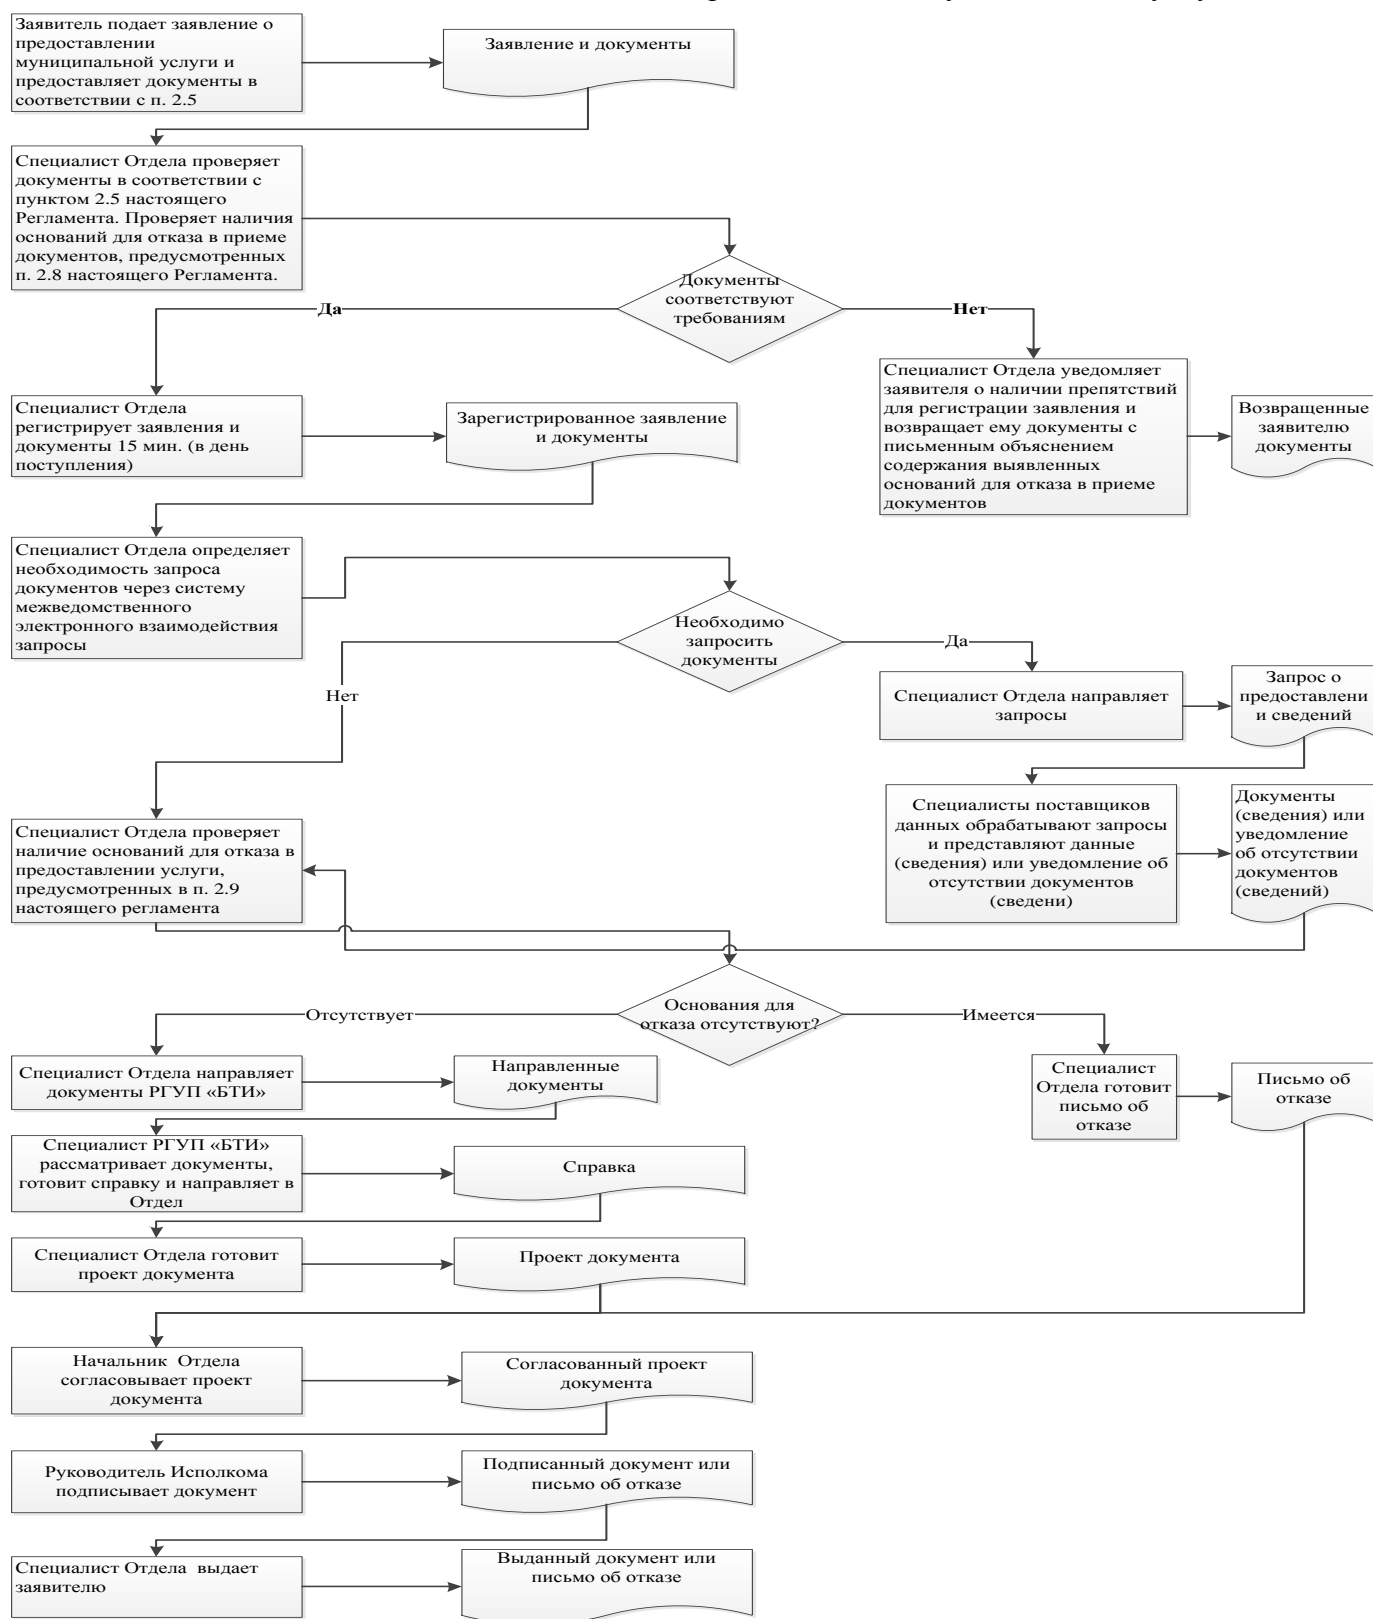 Заявитель подает заявление о
предоставлении
муниципальной услуги и
предоставляет документы в
соответствии с п. 2.5
Заявление и документы
Специалист Отдела проверяет
документы в соответствии с
пунктом 2.5 настоящего
Регламента. Проверяет наличия
оснований для отказа в приеме
документов, предусмотренных
п. 2.8 настоящего Регламента.
Документы
соответствуют
требованиям
Да
Нет
Специалист Отдела
регистрирует заявления и
документы 15 мин. (в день
поступления)
Зарегистрированное заявление
и документы
Специалист Отдела уведомляет
заявителя о наличии препятствий
для регистрации заявления и
возвращает ему документы с
письменным объяснением
содержания выявленных
оснований для отказа в приеме
документов
Возвращенные
заявителю
документы
Специалист Отдела определяет
необходимость запроса
документов через систему
межведомственного
электронного взаимодействия
запросы
Необходимо
запросить
документы
Да
Нет
Специалист Отдела направляет
запросы
Запрос о
предоставлени
и сведений
Специалисты поставщиков
данных обрабатывают запросы
и представляют данные
(сведения) или уведомление об
отсутствии документов
(сведени)
Документы
(сведения) или
уведомление
об отсутствии
документов
(сведений)
Специалист Отдела проверяет
наличие оснований для отказа в
предоставлении услуги,
предусмотренных в п. 2.9
настоящего регламента
Основания для
отказа отсутствуют?
Отсутствует
Имеется
Специалист Отдела направляет
документы РГУП «БТИ»
Направленные
документы
Специалист
Отдела готовит
письмо об
отказе
Письмо об
отказе
Специалист РГУП «БТИ»
рассматривает документы,
готовит справку и направляет в
Отдел
Справка
Специалист Отдела готовит
проект документа
Проект документа
Начальник Отдела
согласовывает проект
документа
Согласованный проект
документа
Руководитель Исполкома
подписывает документ
Подписанный документ или
письмо об отказе
Специалист Отдела выдает
заявителю
Выданный документ или
письмо об отказе